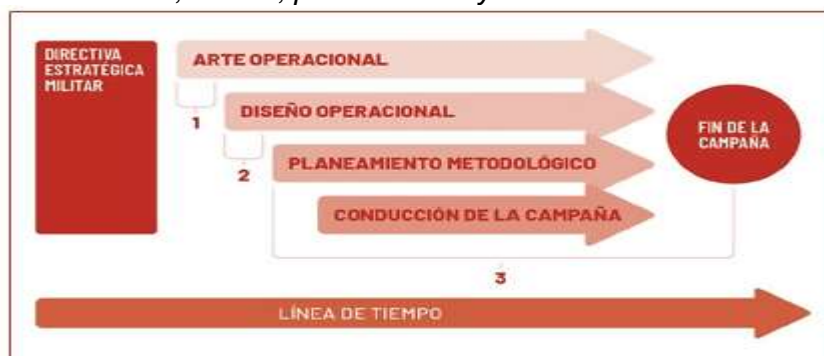 DIRECTIVA
ESTRATÉGICA
MILITAR
ARTE OPERACIONAL
1
DISEÑO OPERACIONAL
2
PLANEAMIENTO METODOLÓGICO
CONDUCCIÓN DE LA CAMPAÑA
3
FIN DE LA
CAMPAÑA
LÍNEA DE TIEMPO